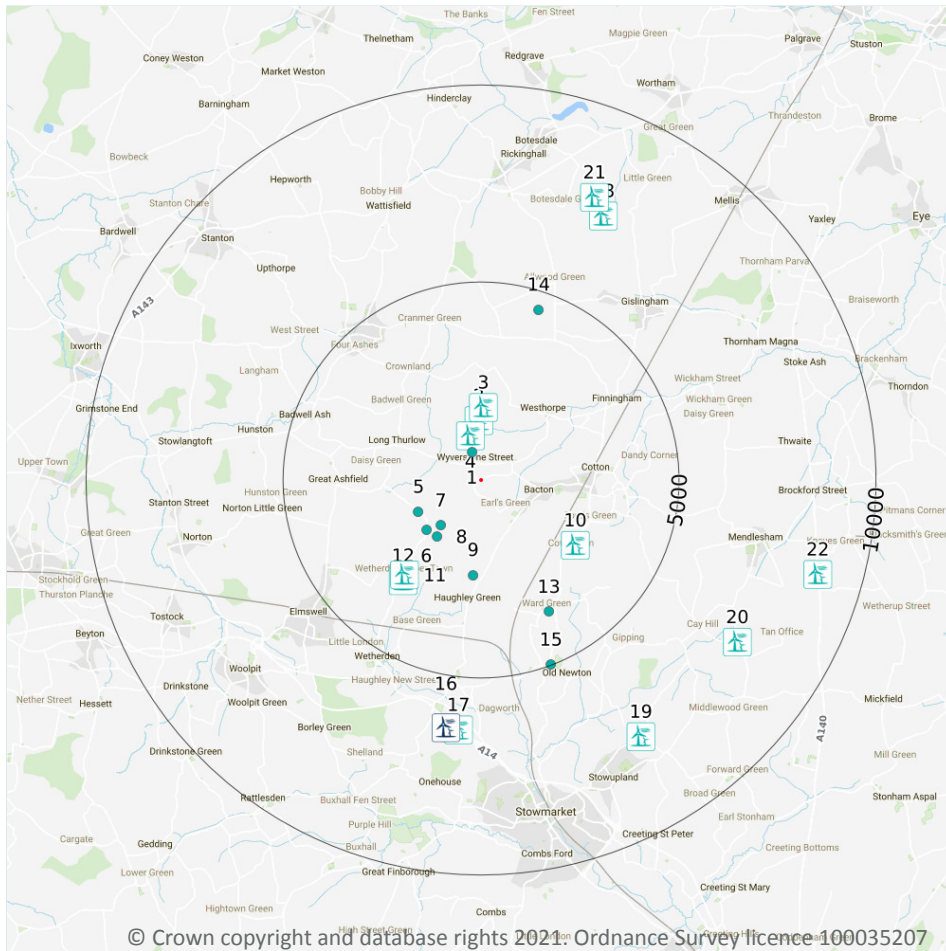 The Banks
Fen Street
Thelnetham
Magpie Green
Palgrave
Stuston
Coney Weston
Redgrave
Market Weston
Wortham
Barningham
Hinderclay
Thrandeston
Brome
Great Green
Botesdale
Rickinghall
Bowbeck
Hepworth
Bobby Hill
Wattisfield
21
Little Green
Stanton Chare
Botesdale G
8
Mellis
Bardwell
Stanton
Yaxley
Eye
Upthorpe
Allwood Green
Thornham Parva
14
Gislingham
Braiseworth
A143
Cranmer Green
West Street
Four Ashes
Thornham Magna
Ixworth
Crownland
Stoke Ash
Brackenham
Langham
3
Wickham Street
Thorndon
Badwell Green
Finningham
Wickham Green
Grimstone End
Badwell Ash
Westhorpe
Daisy Green
Hunston
Stowlangtoft
Long Thurlow
Thwaite
Upper Town
Daisy Green
Wyverstone Street
4
Dandy Corner
Great Ashfield
1
Cotton
Hunston Green
Bacton
Brockford Street
Stanton Street
Norton Little Green
5
Earl's Green
5000
10000
Pitmans Corner
7
10
s Green
Great Green
Norton
8
Mendlesham
12
6
9
22
Stockhold Green
11
Thurston Planche
Haughley Green
13
Elmswell
Ward Green
Wetherup Street
Tostock
Base Green
Cay Hill
20
Tan Office
Beyton
Little London
Gipping
Wetherden
15
Woolpit
Haughley New Street
Old Newton
Drinkstone
16
Nether Street
Hessett
Woolpit Green
17
Dagworth
Middlewood Green
Mickfield
Borley Green
19
A140
Drinkstone Green
Shelland
A14
Mill Green
Onehouse
Stowupland
Forward Green
Rattlesden
Buxhall Fen Street
Broad Green
Stonham Aspal
Stowmarket
Earl Stonham
Purple Hill
Cargate
Gedding
Buxhall
Creeting St Peter
Creeting Bottoms
Combs Ford
Lower Green
Great Finborough
Creeting St Mary
Hightown Green
Combs
© Crown copyright and database rights 2021. Ordnance Survey licence 100035207